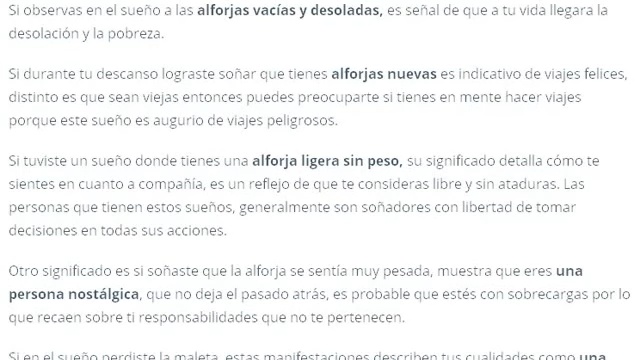 Si observas en el sueño a las alforjas vacías y desoladas, es señal de que a tu vida llegara la
desolación y la pobreza.
Si durante tu descanso lograste soñar que tienes alforjas nuevas es indicativo de viajes felices,
distinto es que sean viejas entonces puedes preocuparte si tienes en mente hacer viajes
porque este sueño es augurio de viajes peligrosos.
Si tuviste un sueño donde tienes una alforja ligera sin peso, su significado detalla cómo te
sientes en cuanto a compañía, es un reflejo de que te consideras libre y sin ataduras. Las
personas que tienen estos sueños, generalmente son soñadores con libertad de tomar
decisiones en todas sus acciones.
Otro significado es si soñaste que la alforja se sentía muy pesada, muestra que eres una
persona nostálgica, que no deja el pasado atrás, es probable que estés con sobrecargas por lo
que recaen sobre ti responsabilidades que no te pertenecen.
Si en el sueño perdiste la maleta, estas manifestaciones describen tus cualidades como una